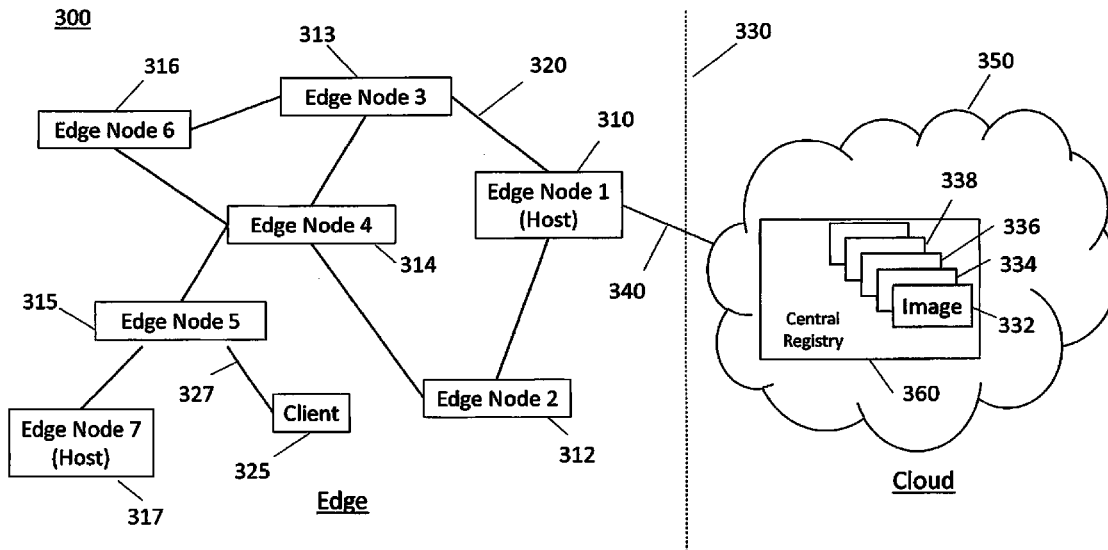 300
313
330
316
320
350
Edge Node 3
310
Edge Node 6
338
Edge Node 1
(Host)
336
Edge Node 4
334
314
340
315
Image
332
Central
Registry
Edge Node 5
327
Edge Node 2
360
Client
Edge Node 7
(Host)
325
312
Cloud
317
Edge